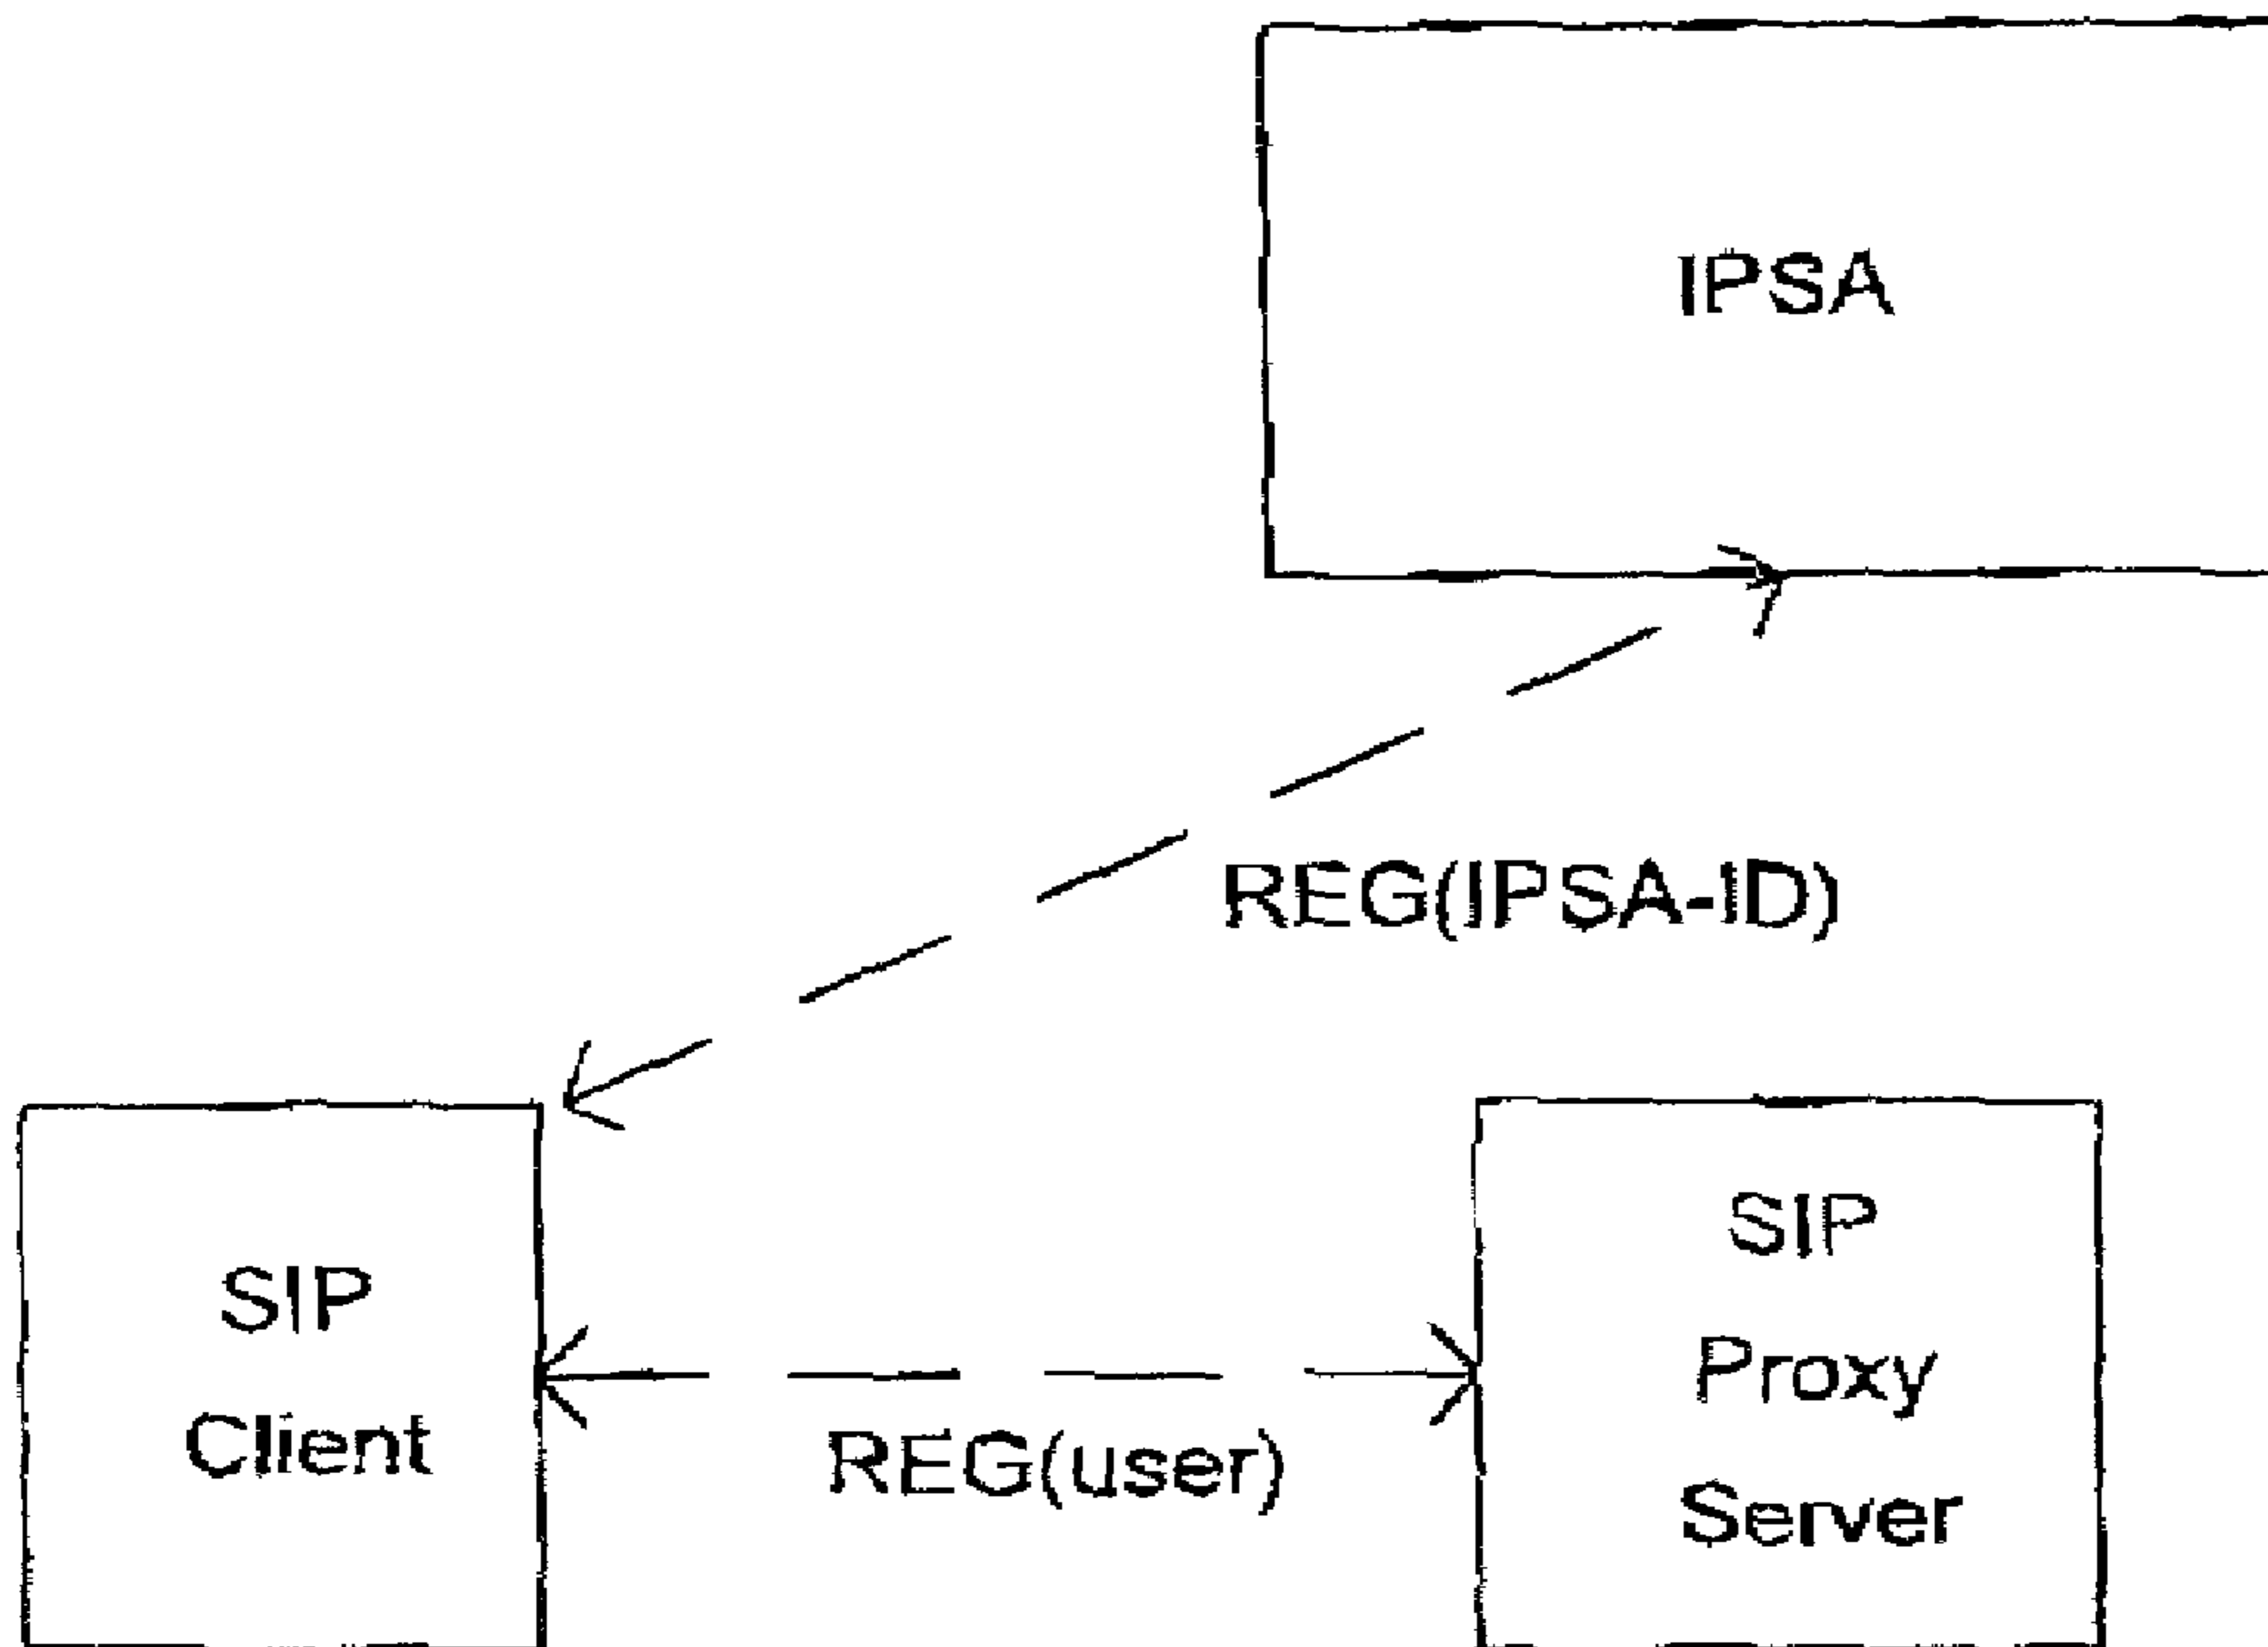 IPSA
REG(IPSA-ID)
SIP
Client
REG(user)
SIP
Proxy
Server